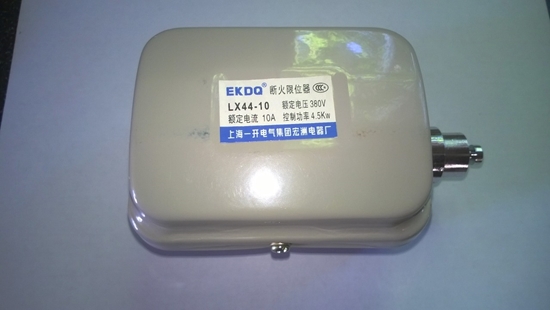 EKDQ® 断火限位器 CCC
LX44-10 额定电压 380V
额定电流 10A 控制功率 4.5Kw
上海一开电气集团宏洲电器厂